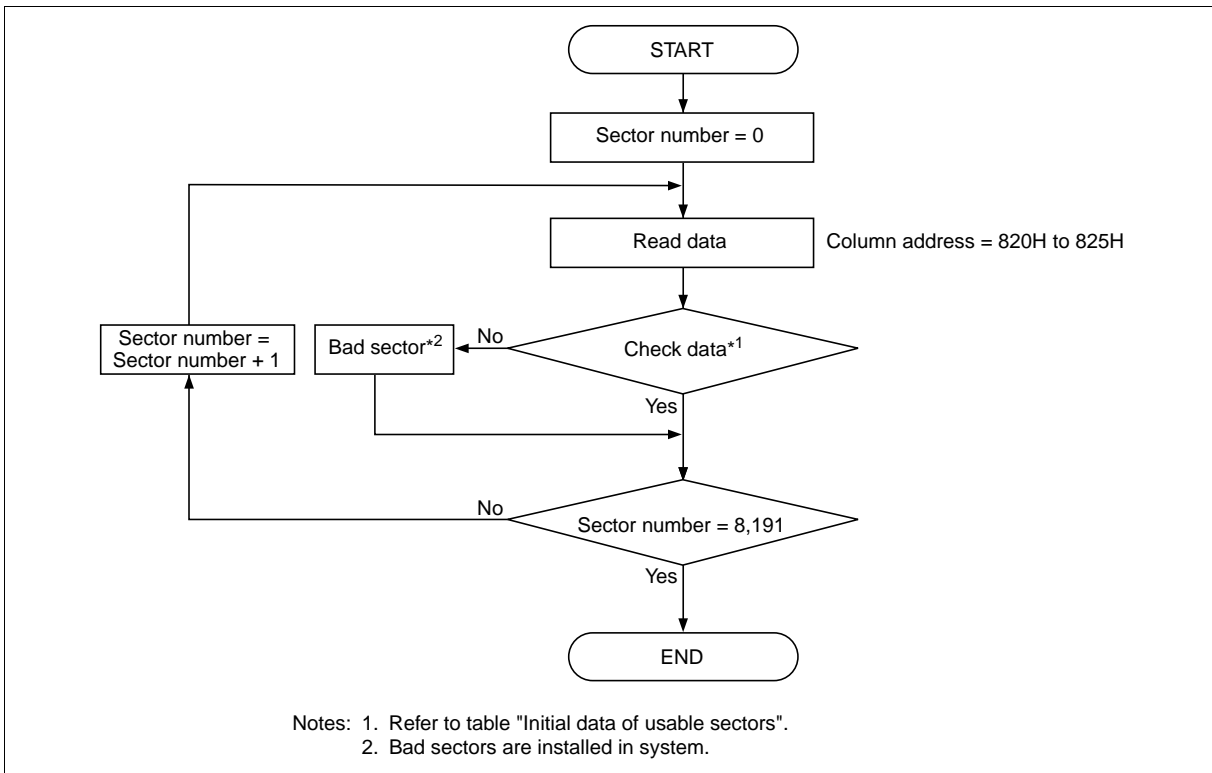 START
Sector number = 0
Read data
Column address = 820H to 825H
Sector number =
Sector number + 1
Bad sector*2
No
Check data*1
Yes
No
Sector number = 8,191
Yes
END
Notes: 1. Refer to table "Initial data of usable sectors".
2. Bad sectors are installed in system.